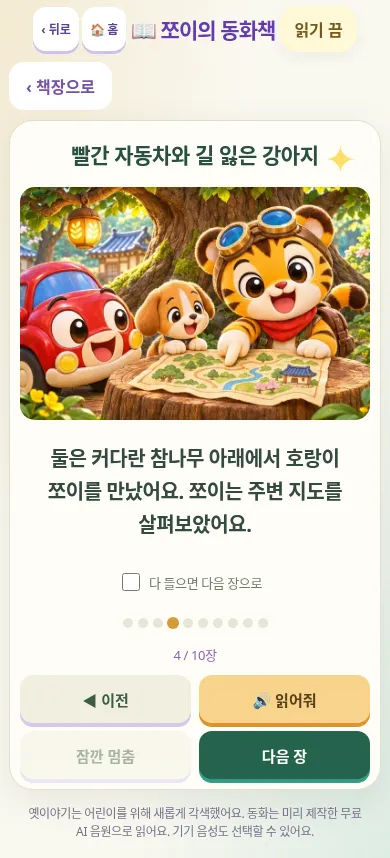 ‹ 뒤로
🏠 홈
📖 쪼이의 동화책
읽기 끔
‹ 책장으로
빨간 자동차와 길 잃은 강아지
둘은 커다란 참나무 아래에서 호랑이
쪼이를 만났어요. 쪼이는 주변 지도를
살펴보았어요.
다 들으면 다음 장으로
4 / 10장
◀ 이전
🔊 읽어줘
잠깐 멈춤
다음 장
옛이야기는 어린이를 위해 새롭게 각색했어요. 동화는 미리 제작한 무료
AI 음원으로 읽어요. 기기 음성도 선택할 수 있어요.